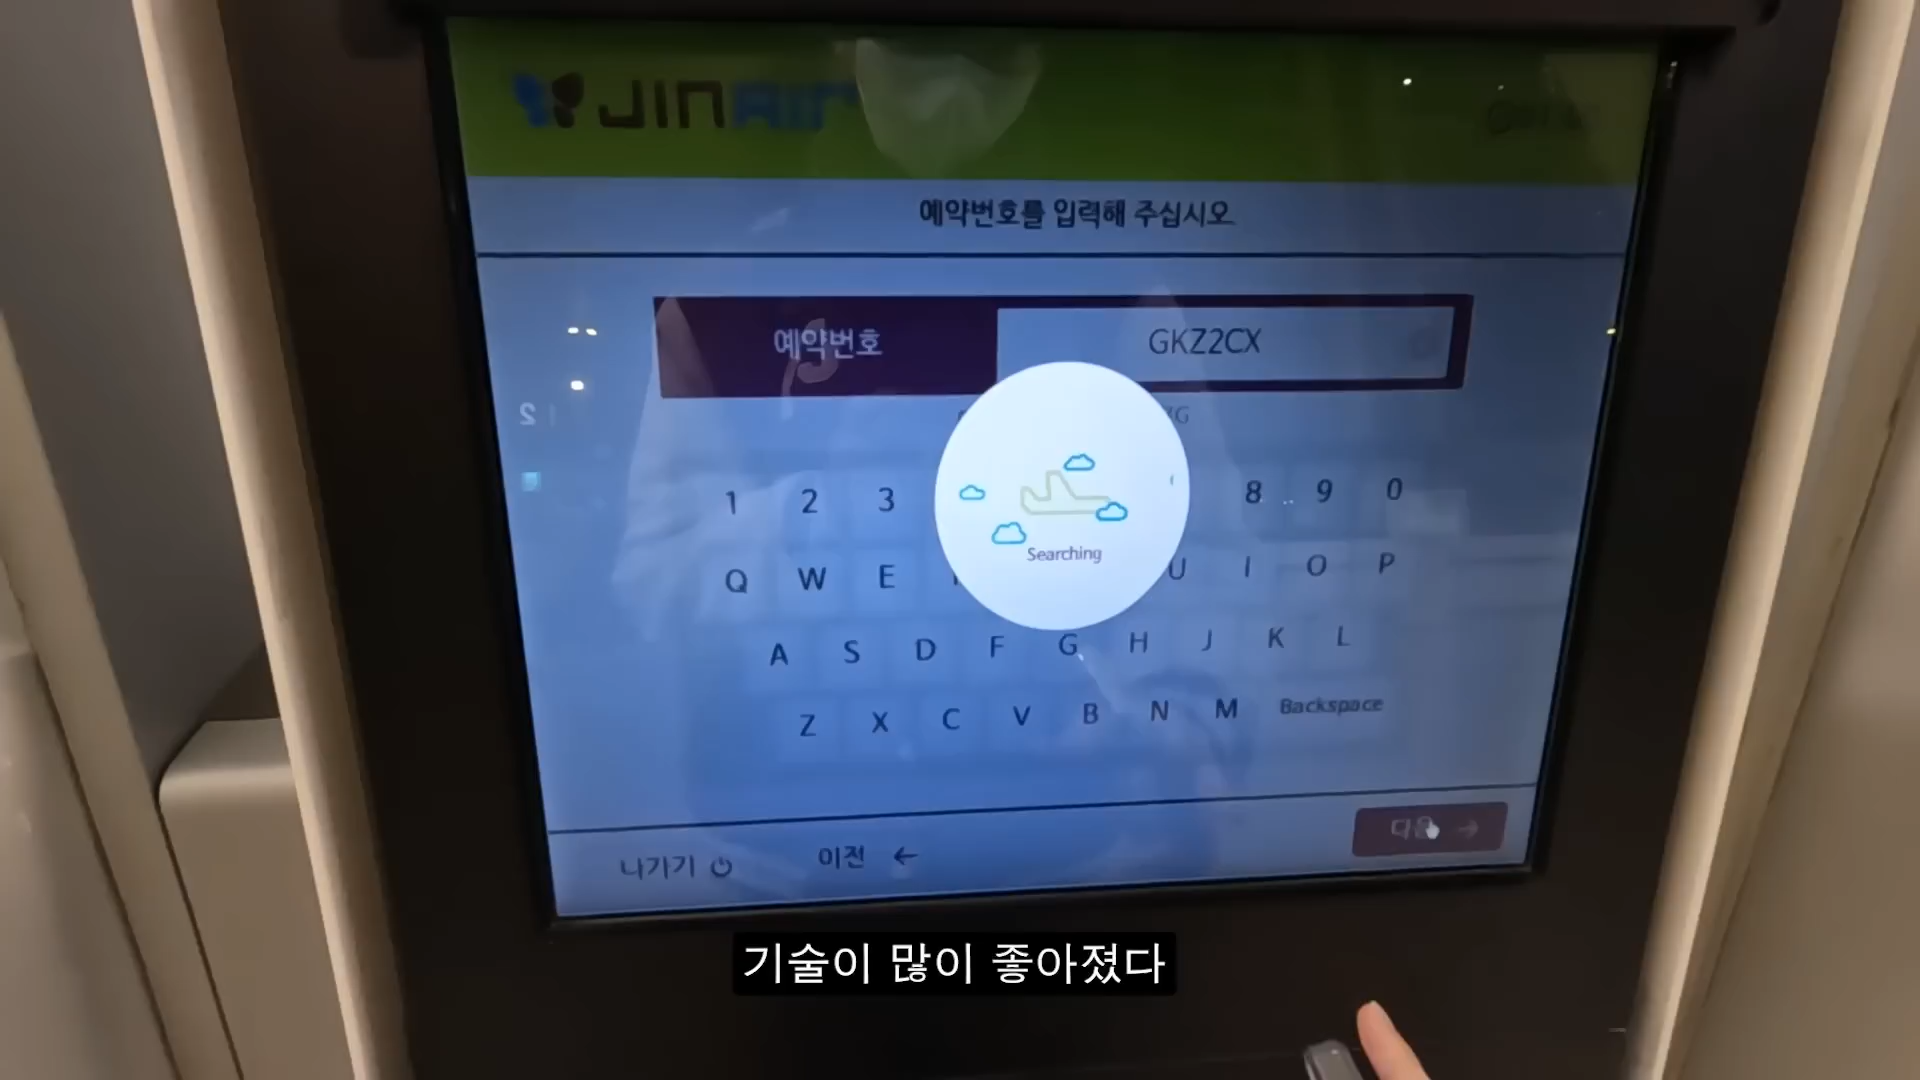 JINAIR
예약번호를 입력해 주십시오
예약번호 GKZ2CX
1 2 3 8 9 0
Searching
Q W E U I O P
A S D F G H J K L
Z X C V B N M Backspace
나가기 이전 ← 다음 →
기술이 많이 좋아졌다